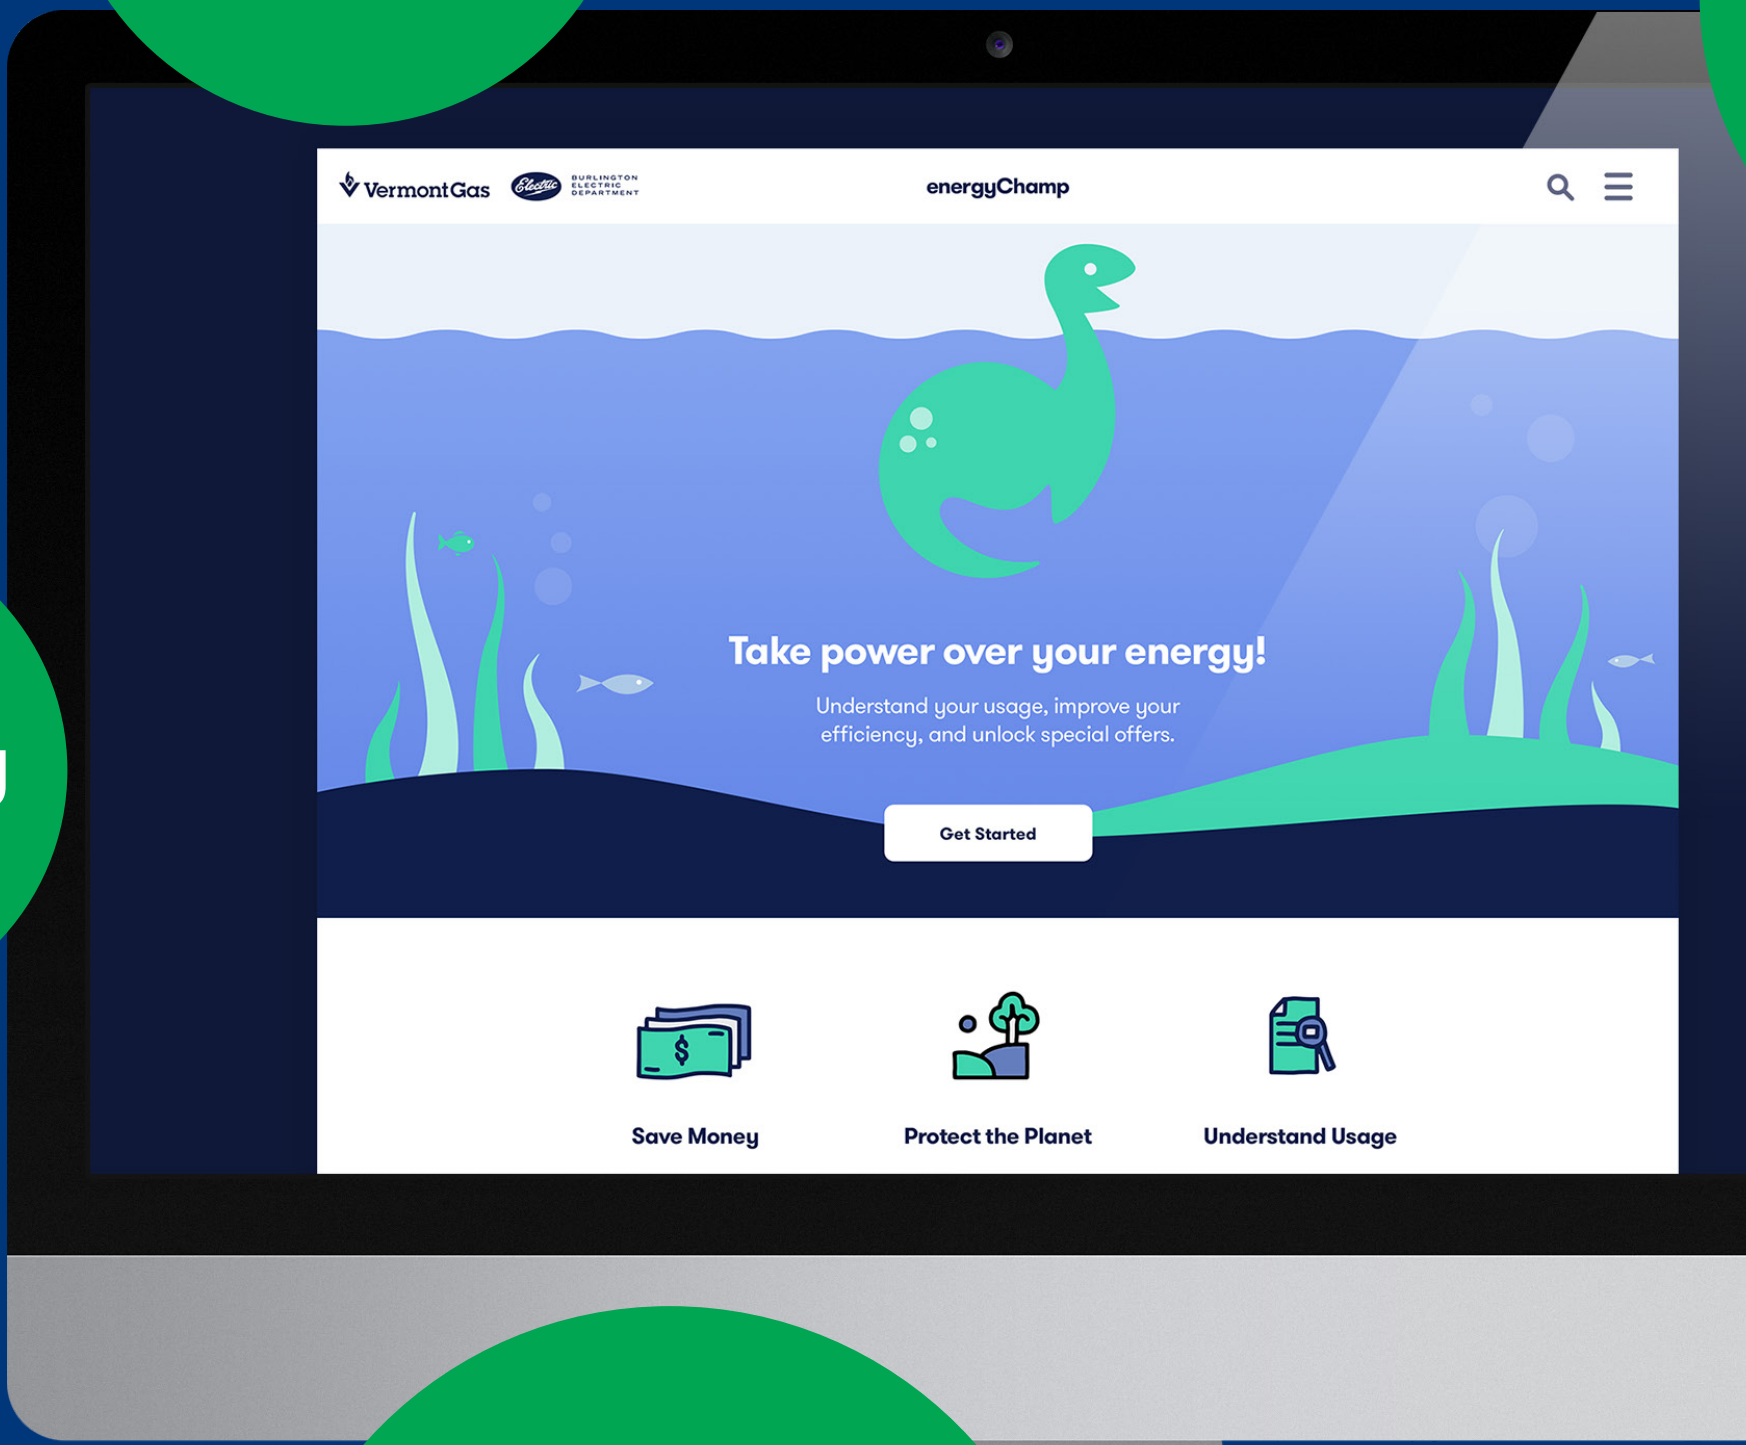 VermontGas
Electric
BURLINGTON
ELECTRIC
DEPARTMENT
energyChamp
Take power over your energy!
Understand your usage, improve your
efficiency, and unlock special offers.
Get Started
$
Save Money
Protect the Planet
Understand Usage